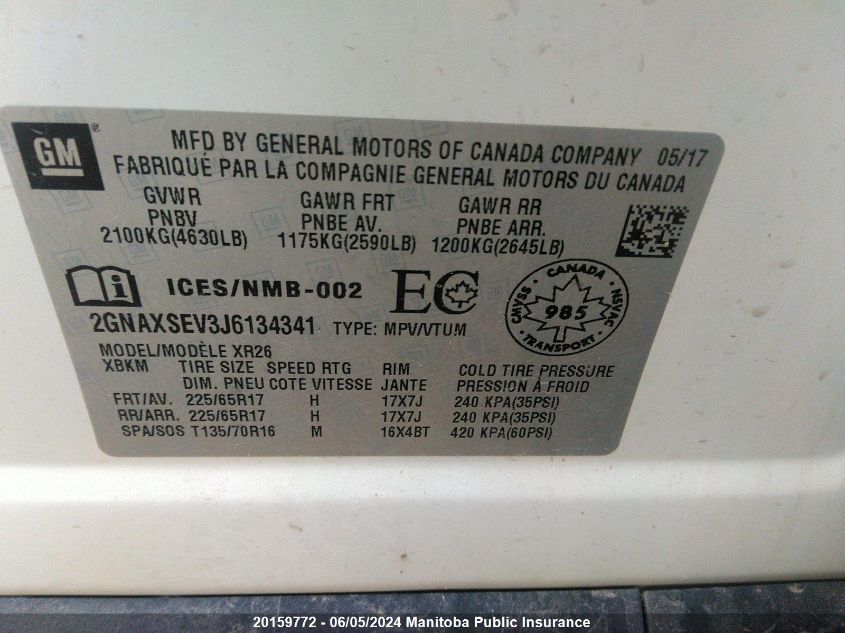 GM ®
MFD BY GENERAL MOTORS OF CANADA COMPANY 05/17
FABRIQUÉ PAR LA COMPAGNIE GENERAL MOTORS DU CANADA
GVWR GAWR FRT GAWR RR
PNBV PNBE AV. PNBE ARR.
2100KG(4630LB) 1175KG(2590LB) 1200KG(2645LB)
i ICES/NMB-002 EC
CANADA
CMVSS 985 NSVAC
TRANSPORT
2GNAXSEV3J6134341 TYPE: MPV/VTUM
MODEL/MODÈLE XR26
XBKM TIRE SIZE SPEED RTG RIM COLD TIRE PRESSURE
DIM. PNEU COTE VITESSE JANTE PRESSION À FROID
FRT/AV. 225/65R17 H 17X7J 240 KPA(35PSI)
RR/ARR. 225/65R17 H 17X7J 240 KPA(35PSI)
SPA/SOS T135/70R16 M 16X4BT 420 KPA(60PSI)
20159772 - 06/05/2024 Manitoba Public Insurance